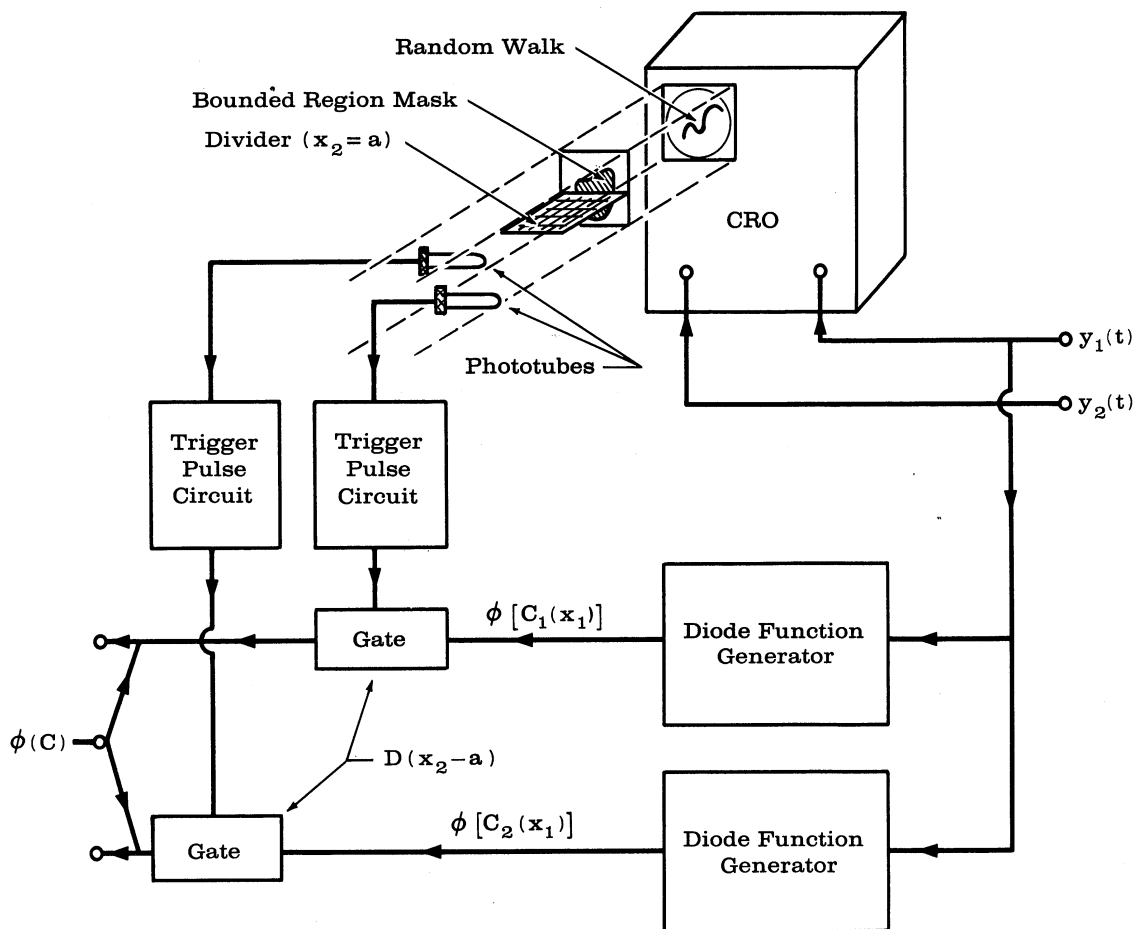 Random Walk
Bounded Region Mask
Divider (x₂=a)
CRO
Phototubes
y₁(t)
y₂(t)
Trigger
Pulse
Circuit
Trigger
Pulse
Circuit
Gate
ϕ [C₁(x₁)]
Diode Function
Generator
ϕ(C)
D(x₂−a)
Gate
ϕ [C₂(x₁)]
Diode Function
Generator